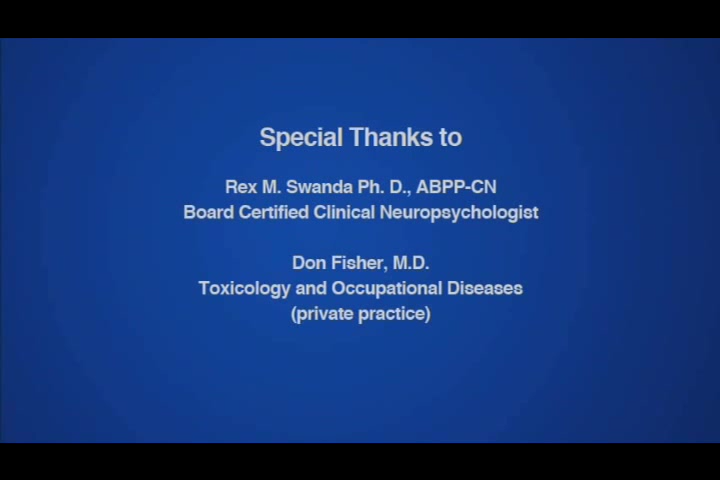 Special Thanks to
Rex M. Swanda Ph. D., ABPP-CN
Board Certified Clinical Neuropsychologist
Don Fisher, M.D.
Toxicology and Occupational Diseases
(private practice)